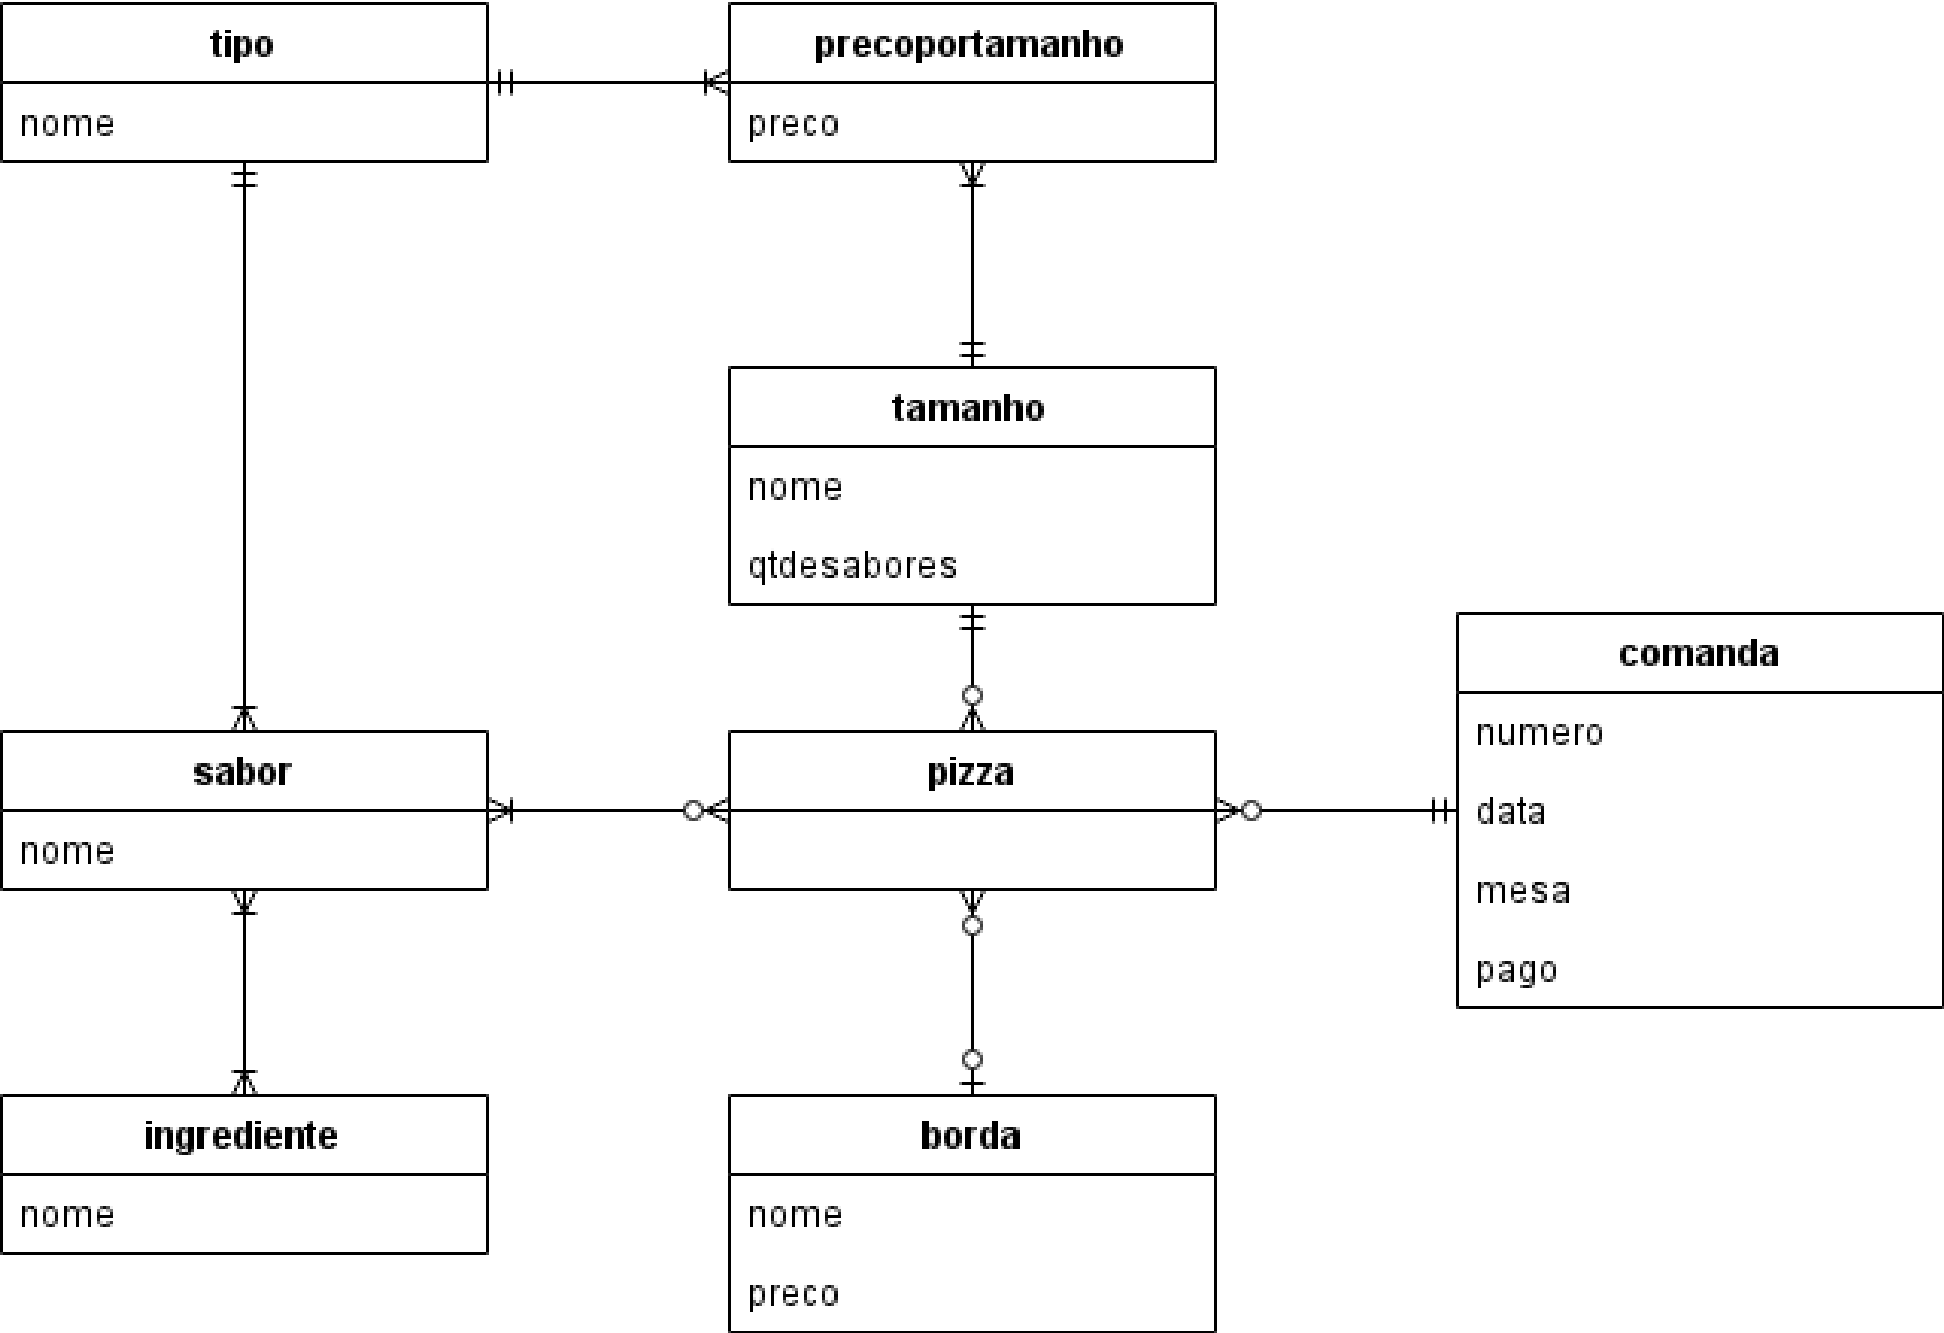 tipo
nome
precoportamanho
preco
tamanho
nome
qtdesabores
comanda
numero
data
mesa
pago
sabor
nome
pizza
ingrediente
nome
borda
nome
preco